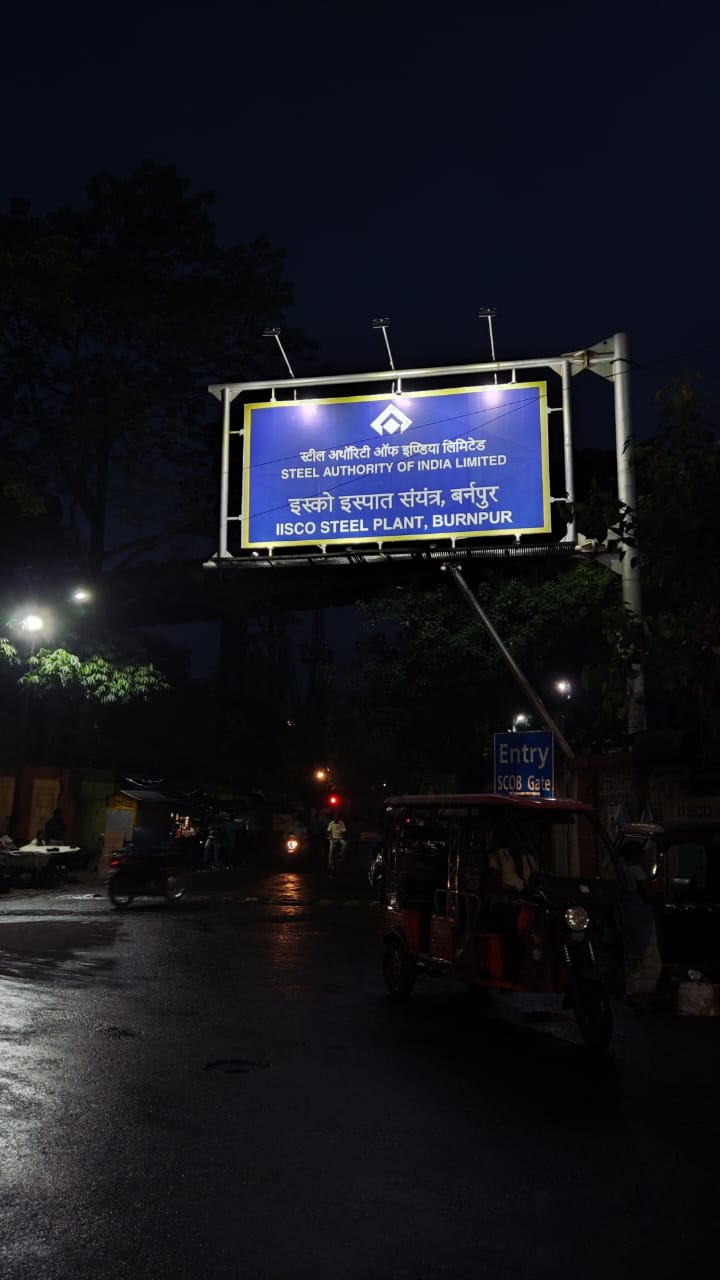 स्टील अथॉरिटी ऑफ इण्डिया लिमिटेड
STEEL AUTHORITY OF INDIA LIMITED
इस्को इस्पात संयंत्र, बर्नपुर
IISCO STEEL PLANT, BURNPUR
Entry
SCOB Gate
IISCO